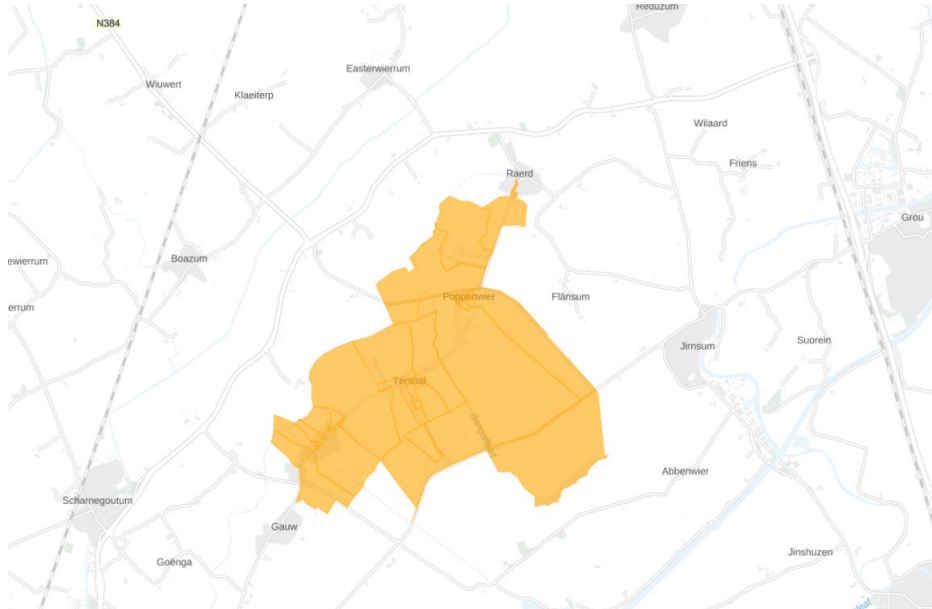 Reduzum
N384
Easterwierrum
Wiuwert
Klaeiterp
Wilaard
Friens
Raerd
Grou
Boazum
ewierrum
Poppenwier
Flânsum
errum
Suorein
Jirnsum
Tersoal
Abbenwier
Scharnegoutum
Gauw
Jinshuzen
Goënga